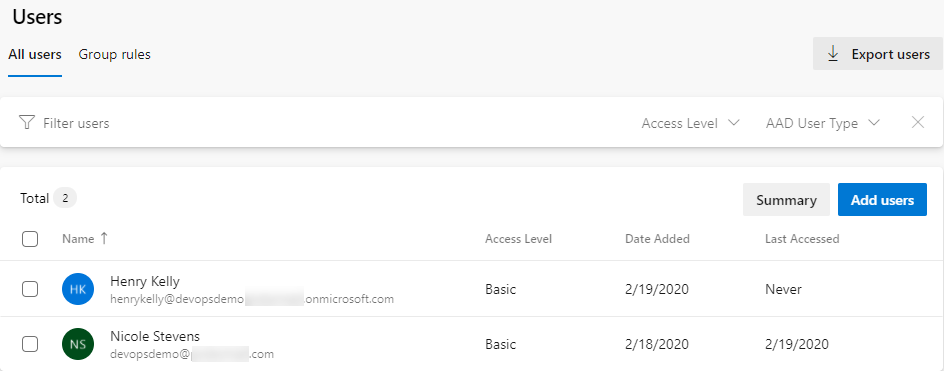 Users
All users Group rules
Export users
Filter users Access Level AAD User Type
Total 2 Summary Add users
Name ↑ Access Level Date Added Last Accessed
HK Henry Kelly Basic 2/19/2020 Never
henrykelly@devopsdemo onmicrosoft.com
NS Nicole Stevens Basic 2/18/2020 2/19/2020
devopsdemo@ .com